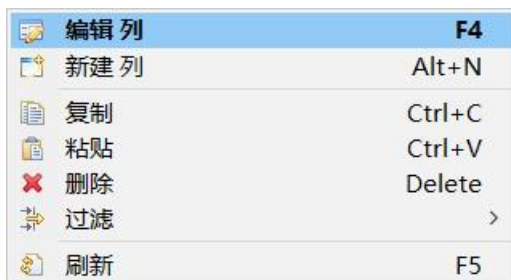 编辑 列 F4
新建 列 Alt+N
复制 Ctrl+C
粘贴 Ctrl+V
删除 Delete
过滤
刷新 F5